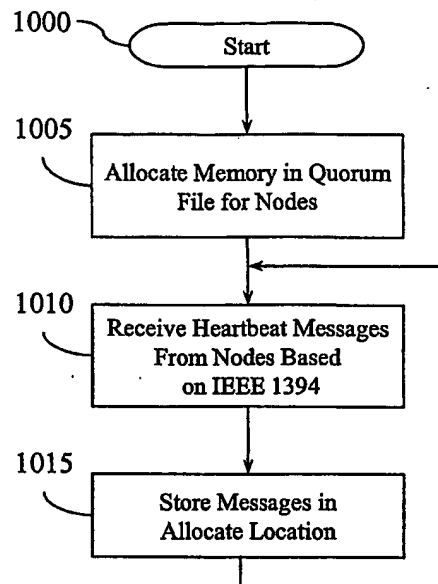 1000
Start
1005
Allocate Memory in Quorum
File for Nodes
1010
Receive Heartbeat Messages
From Nodes Based
on IEEE 1394
1015
Store Messages in
Allocate Location